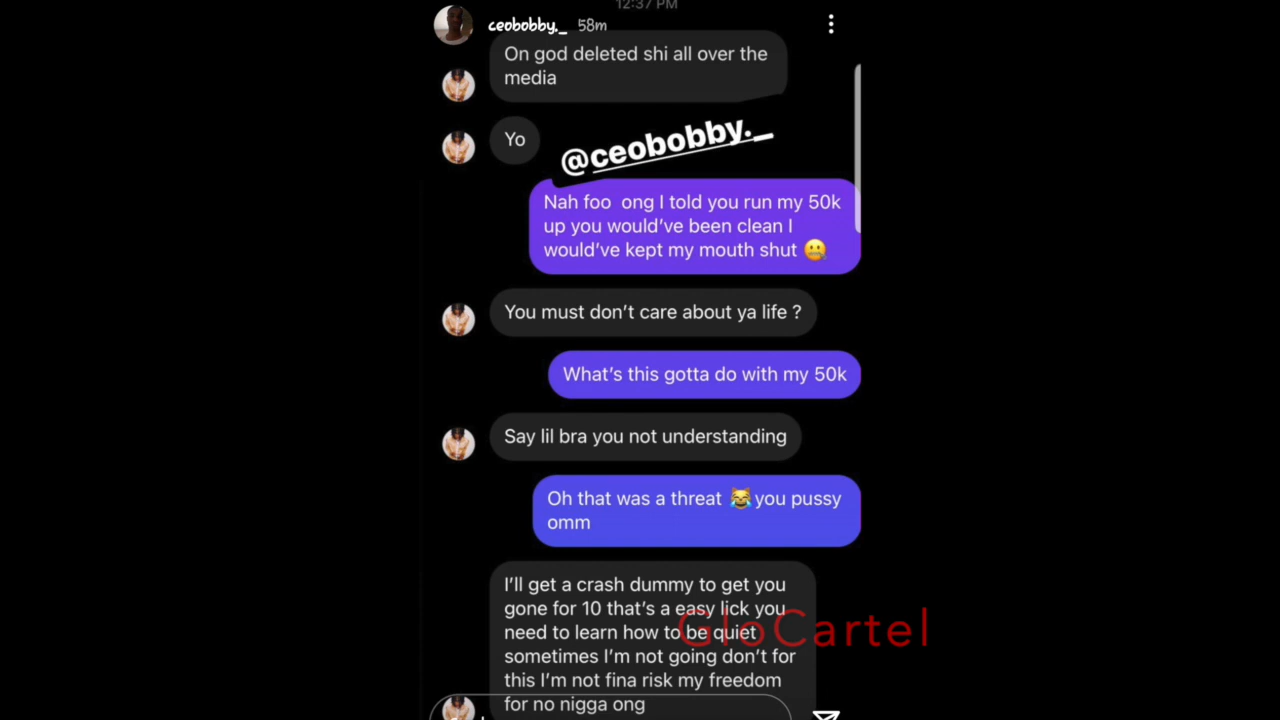 12:37 PM
ceobobby._ 58m
On god deleted shi all over the
media
Yo
@ceobobby._
Nah foo ong I told you run my 50k
up you would've been clean I
would've kept my mouth shut 🤐
You must don't care about ya life ?
What's this gotta do with my 50k
Say lil bra you not understanding
Oh that was a threat 😹you pussy
omm
I'll get a crash dummy to get you
gone for 10 that's a easy lick you
need to learn how to be quiet
sometimes I'm not going don't for
this I'm not fina risk my freedom
for no nigga ong
GloCartel